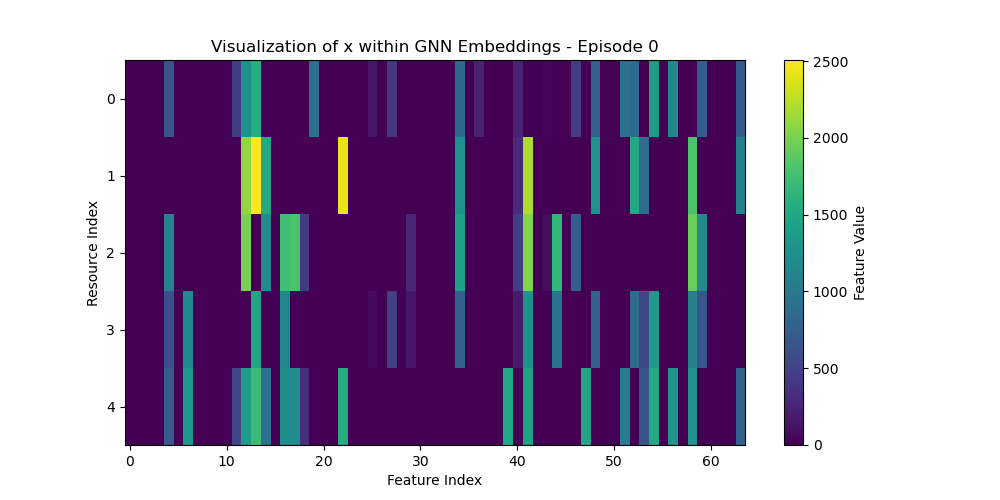 Visualization of x within GNN Embeddings - Episode 0
Resource Index
0
1
2
3
4
0 10 20 30 40 50 60
Feature Index
2500
2000
1500
1000
500
0
Feature Value